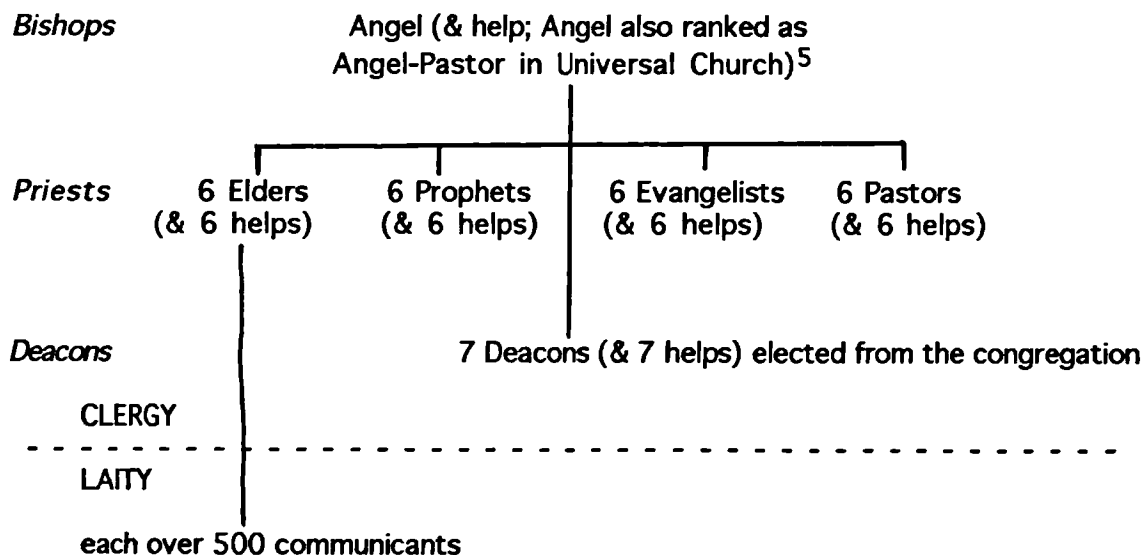 Bishops Angel (& help; Angel also ranked as
Angel-Pastor in Universal Church)5
Priests 6 Elders 6 Prophets 6 Evangelists 6 Pastors
(& 6 helps) (& 6 helps) (& 6 helps) (& 6 helps)
Deacons 7 Deacons (& 7 helps) elected from the congregation
CLERGY
LAITY
each over 500 communicants